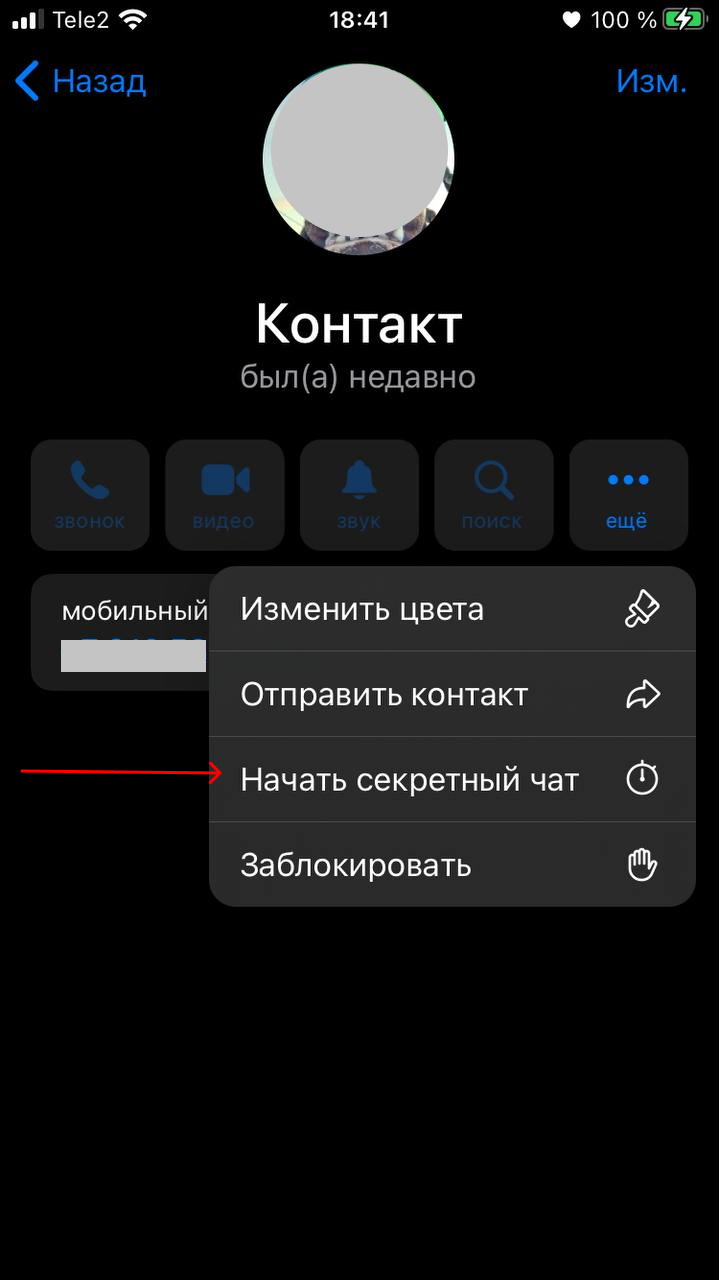 Tele2 18:41 100 %
Назад Изм.
Контакт
был(а) недавно
звонок видео звук поиск ещё
мобильный
Изменить цвета
Отправить контакт
Начать секретный чат
Заблокировать